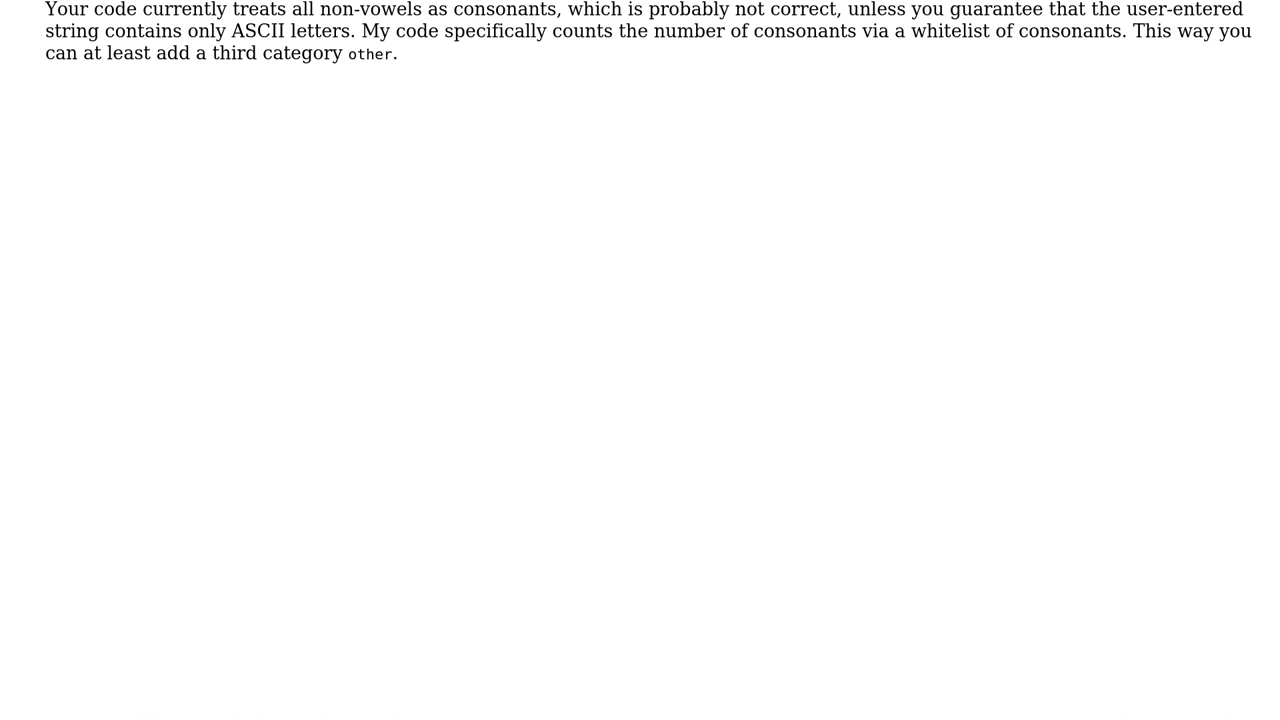 Your code currently treats all non-vowels as consonants, which is probably not correct, unless you guarantee that the user-entered
string contains only ASCII letters. My code specifically counts the number of consonants via a whitelist of consonants. This way you
can at least add a third category other.